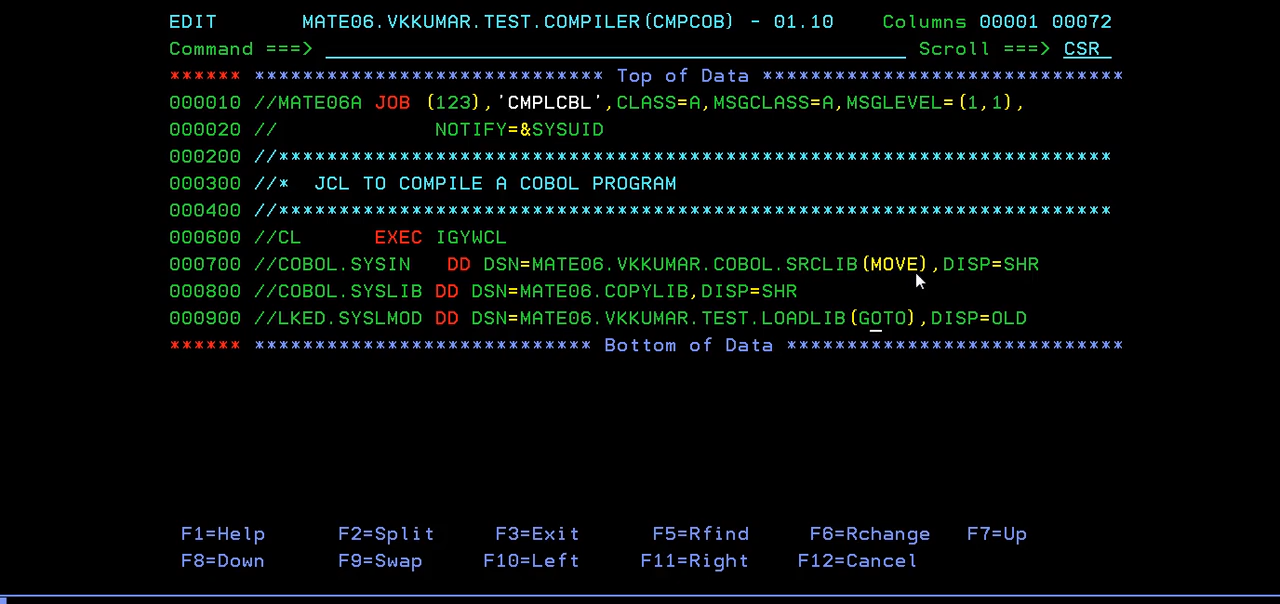 EDIT       MATE06.VKKUMAR.TEST.COMPILER(CMPCOB) - 01.10    Columns 00001 00072
Command ===>                                                  Scroll ===> CSR
****** ***************************** Top of Data ******************************
000010 //MATE06A JOB (123),'CMPLCBL',CLASS=A,MSGCLASS=A,MSGLEVEL=(1,1),
000020 //             NOTIFY=&SYSUID
000200 //*********************************************************************
000300 //*  JCL TO COMPILE A COBOL PROGRAM
000400 //*********************************************************************
000600 //CL      EXEC IGYWCL
000700 //COBOL.SYSIN   DD DSN=MATE06.VKKUMAR.COBOL.SRCLIB(MOVE),DISP=SHR
000800 //COBOL.SYSLIB DD DSN=MATE06.COPYLIB,DISP=SHR
000900 //LKED.SYSLMOD DD DSN=MATE06.VKKUMAR.TEST.LOADLIB(GOTO),DISP=OLD
****** **************************** Bottom of Data ****************************
F1=Help      F2=Split     F3=Exit      F5=Rfind     F6=Rchange   F7=Up
F8=Down      F9=Swap     F10=Left     F11=Right    F12=Cancel